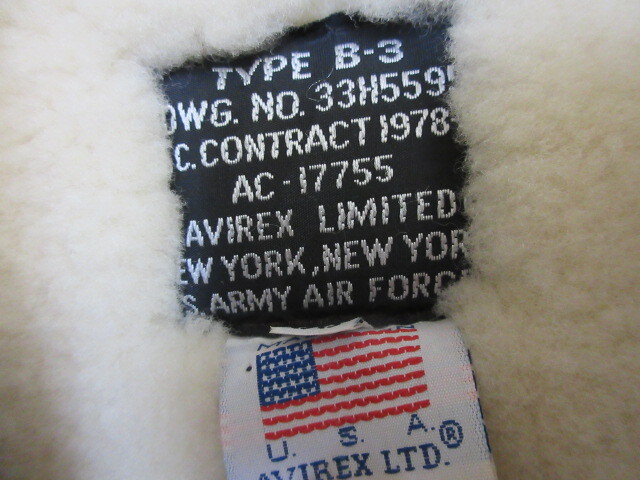 TYPE B-3
DWG. NO. 33H5595
C. CONTRACT 1978
AC-17755
AVIREX LIMITED
EW YORK, NEW YOR
S ARMY AIR FORC
U. S. A.
AVIREX LTD.®